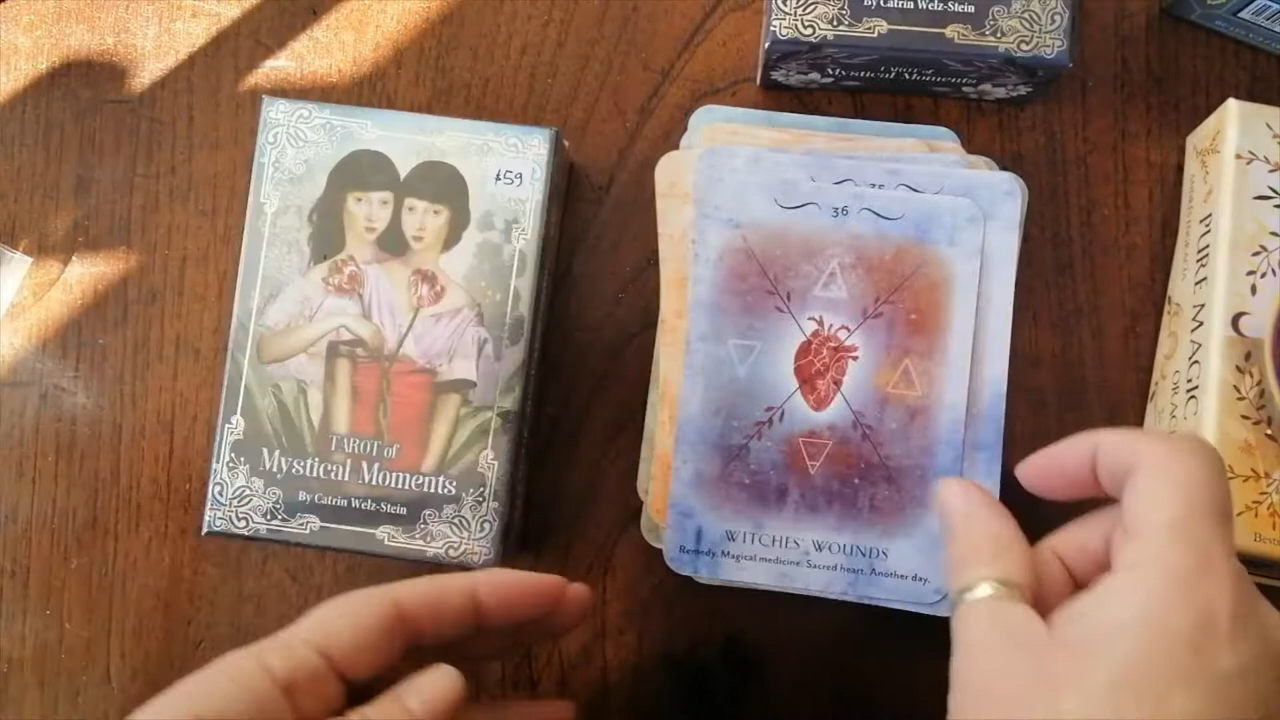 By Catrin Welz-Stein
TAROT of
Mystical Moments
$59
TAROT of
Mystical Moments
By Catrin Welz-Stein
35
36
WITCHES' WOUNDS
Remedy. Magical medicine. Sacred heart. Another day.
PURE MAGIC